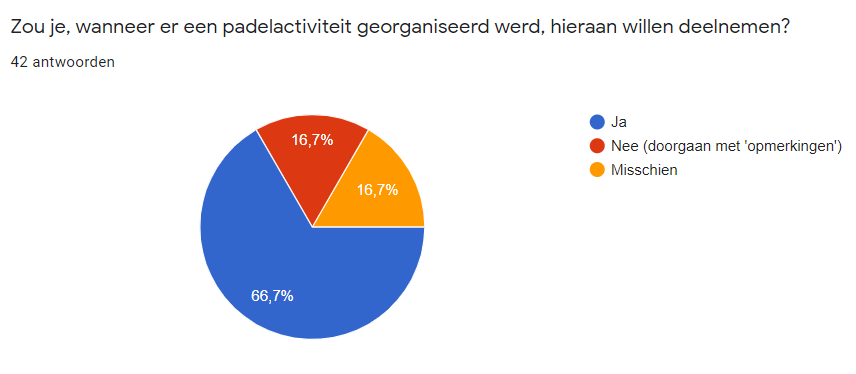 Zou je, wanneer er een padelactiviteit georganiseerd werd, hieraan willen deelnemen?
42 antwoorden
16,7%
16,7%
66,7%
Ja
Nee (doorgaan met 'opmerkingen')
Misschien